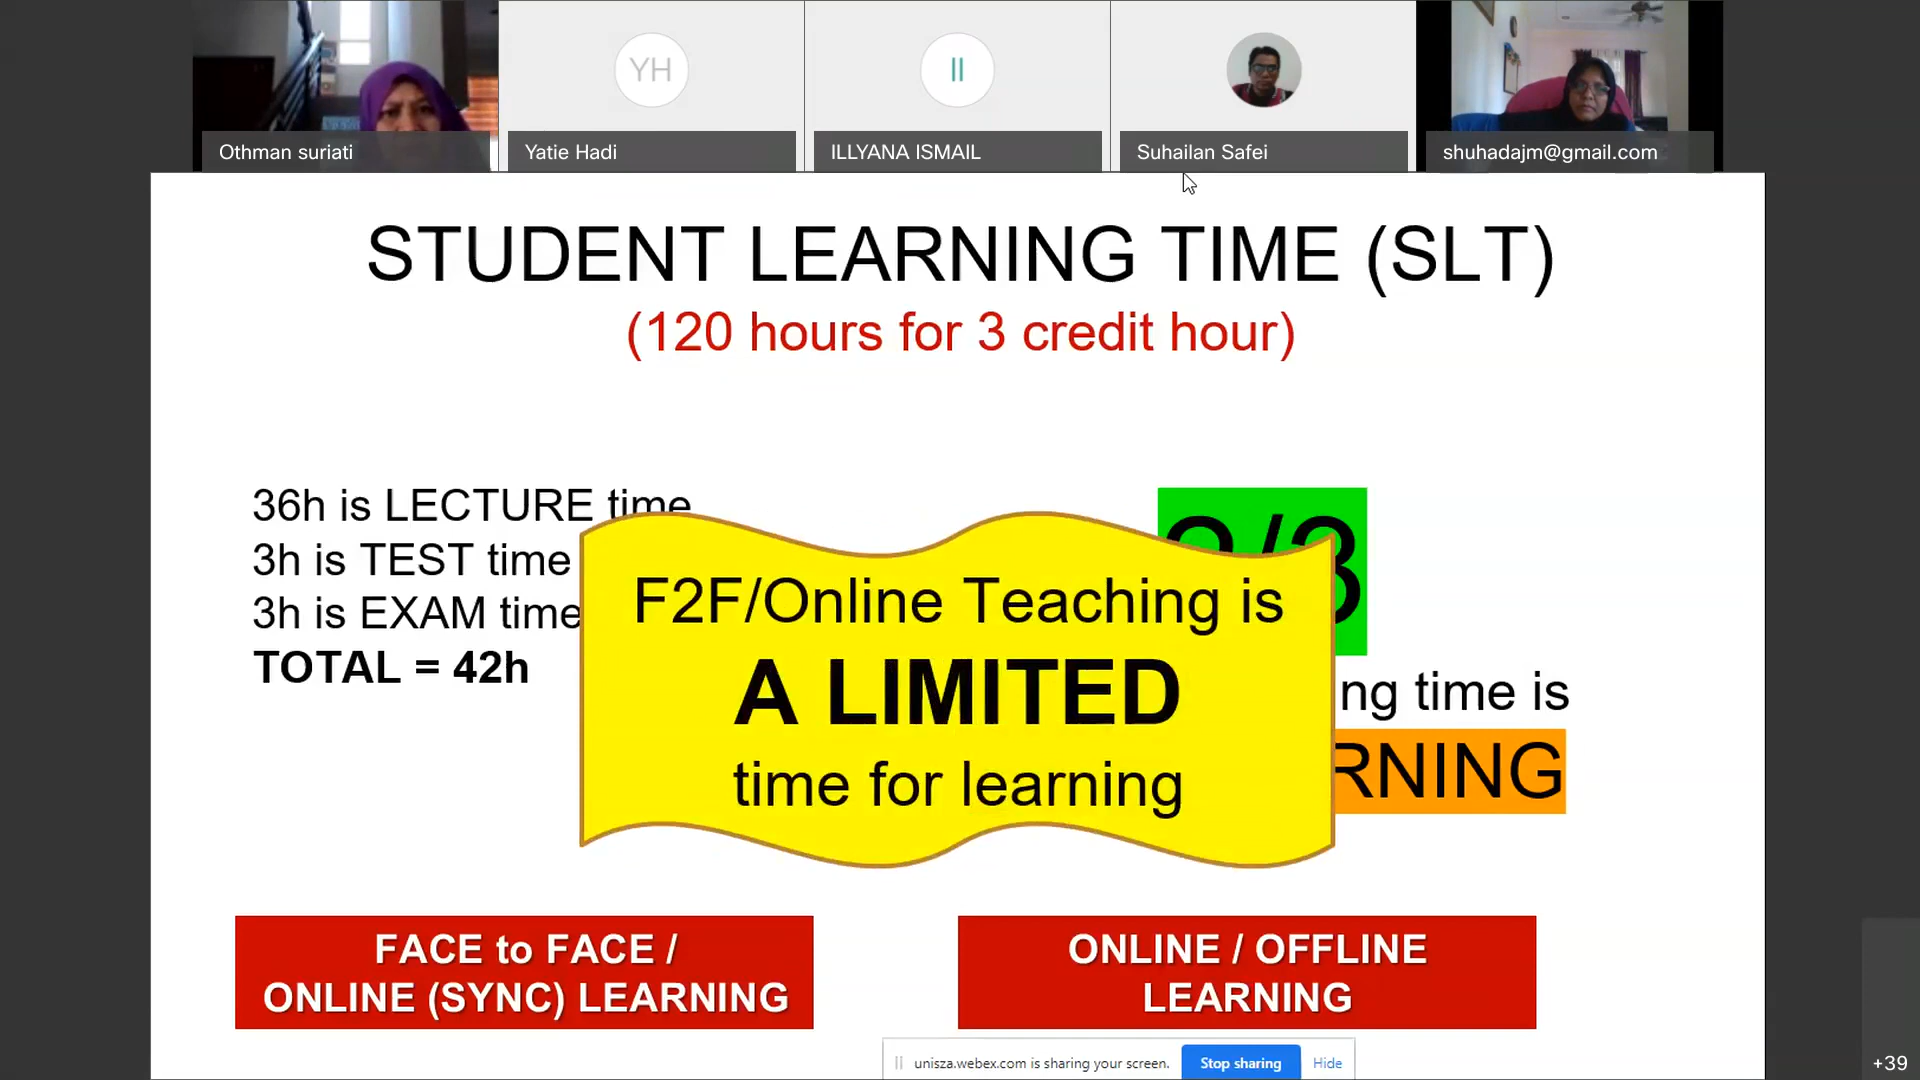 YH
II
Othman suriati
Yatie Hadi
ILLYANA ISMAIL
Suhailan Safei
shuhadajm@gmail.com
STUDENT LEARNING TIME (SLT)
(120 hours for 3 credit hour)
36h is LECTURE time
3h is TEST time
3h is EXAM time
TOTAL = 42h
F2F/Online Teaching is
A LIMITED
time for learning
time is
FACE to FACE /
ONLINE (SYNC) LEARNING
ONLINE / OFFLINE
LEARNING
unisza.webex.com is sharing your screen.
Stop sharing
Hide
+39